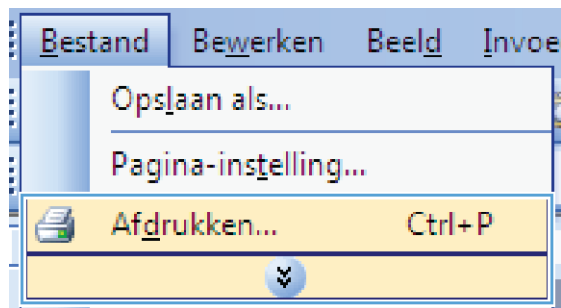 Bestand Bewerken Beeld Invoe
Opslaan als...
Pagina-instelling...
Afdrukken... Ctrl+P